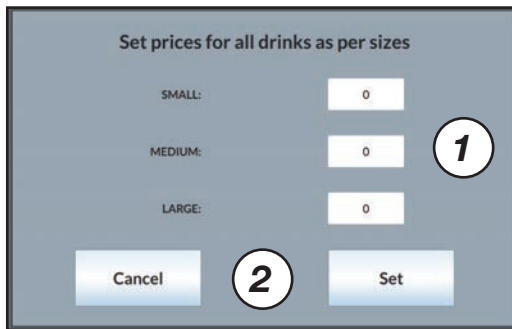 Set prices for all drinks as per sizes
SMALL: 0
MEDIUM: 0
1
LARGE: 0
Cancel 2 Set